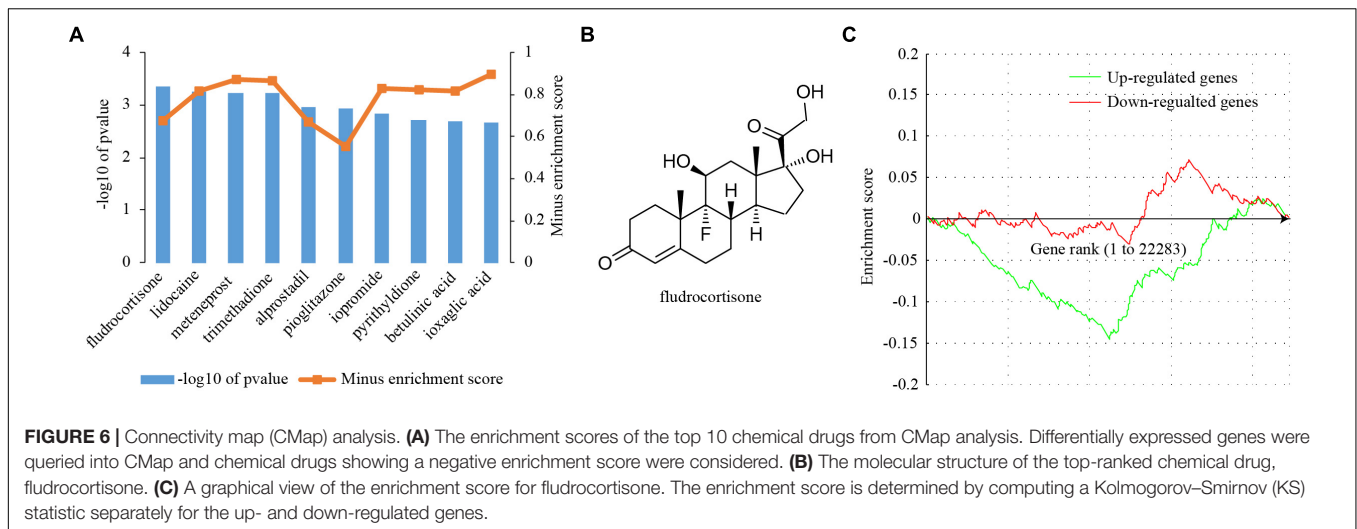 A
4
3
2
1
0
-log10 of pvalue
1
0.8
0.6
0.4
0.2
0
Minus enrichment score
fludrocortisone
lidocaine
meteneprost
trimethadione
alprostadil
pioglitazone
iopromide
pyrithyldione
betulinic acid
ioxaglic acid
-log10 of pvalue
Minus enrichment score
B
OH
O
OH
HO
H
F
H
O
fludrocortisone
C
0.2
0.15
0.1
0.05
0
-0.05
-0.1
-0.15
-0.2
Enrichment score
Up-regulated genes
Down-regualted genes
Gene rank (1 to 22283)
FIGURE 6 | Connectivity map (CMap) analysis. (A) The enrichment scores of the top 10 chemical drugs from CMap analysis. Differentially expressed genes were
queried into CMap and chemical drugs showing a negative enrichment score were considered. (B) The molecular structure of the top-ranked chemical drug,
fludrocortisone. (C) A graphical view of the enrichment score for fludrocortisone. The enrichment score is determined by computing a Kolmogorov–Smirnov (KS)
statistic separately for the up- and down-regulated genes.